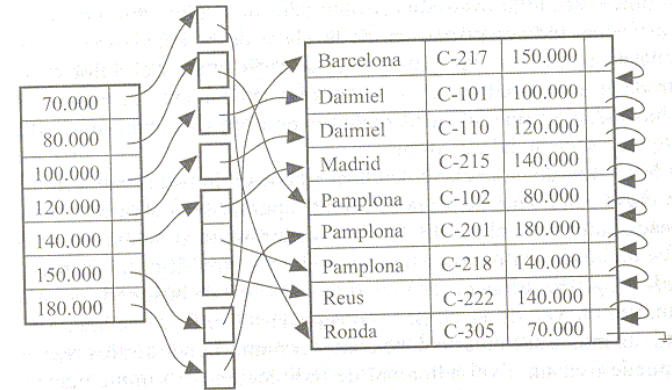 70.000
80.000
100.000
120.000
140.000
150.000
180.000
Barcelona C-217 150.000
Daimiel C-101 100.000
Daimiel C-110 120.000
Madrid C-215 140.000
Pamplona C-102 80.000
Pamplona C-201 180.000
Pamplona C-218 140.000
Reus C-222 140.000
Ronda C-305 70.000